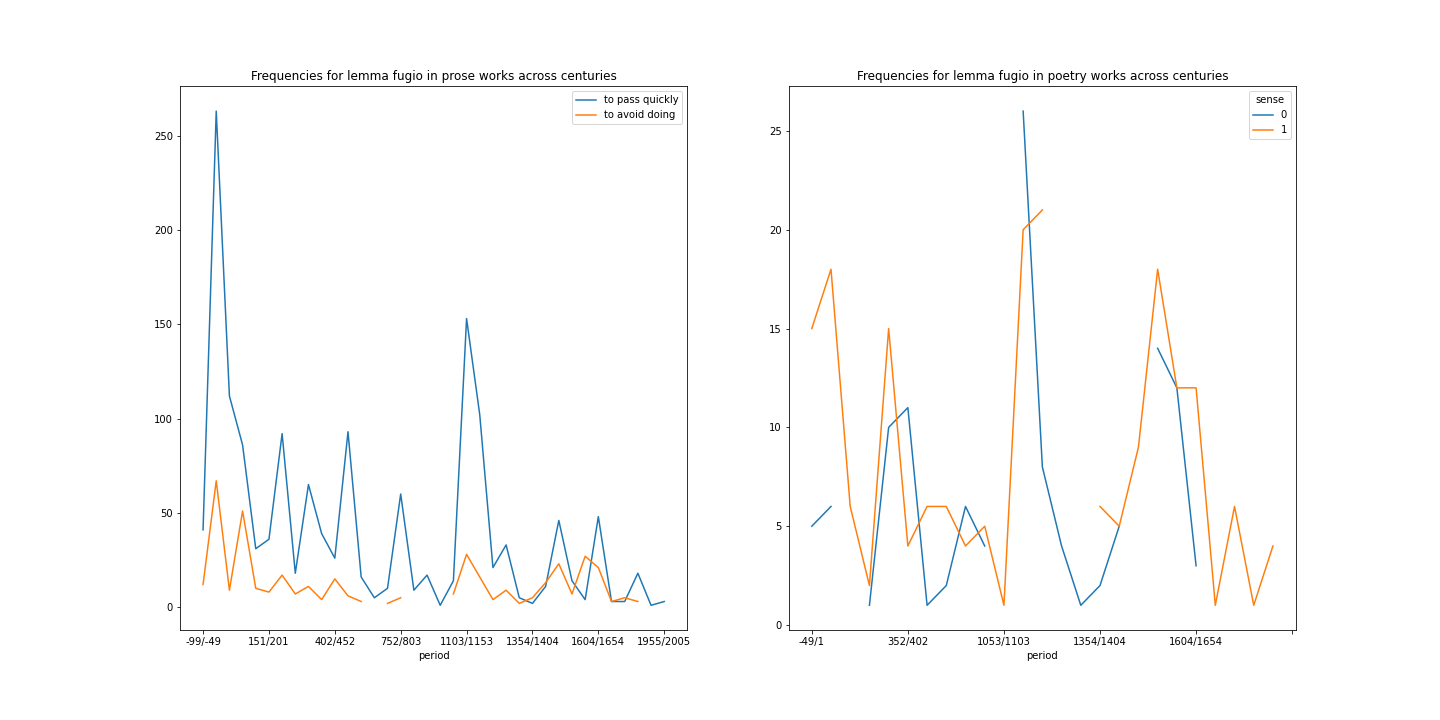 Frequencies for lemma fugio in prose works across centuries
to pass quickly
to avoid doing
250
200
150
100
50
0
-99/-49 151/201 402/452 752/803 1103/1153 1354/1404 1604/1654 1955/2005
period
Frequencies for lemma fugio in poetry works across centuries
sense
0
1
25
20
15
10
5
0
-49/1 352/402 1053/1103 1354/1404 1604/1654
period